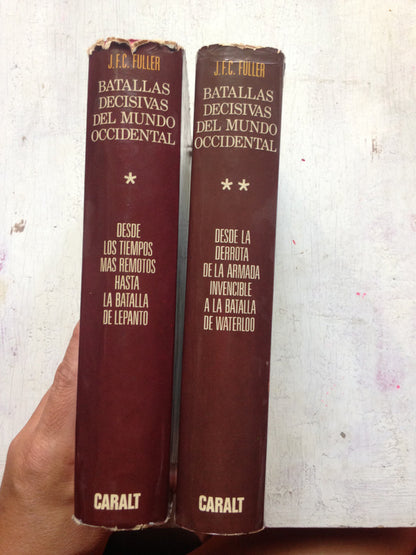 J.F.C. FULLER
BATALLAS
DECISIVAS
DEL MUNDO
OCCIDENTAL
*
DESDE
LOS TIEMPOS
MAS REMOTOS
HASTA
LA BATALLA
DE LEPANTO
CARALT
J.F.C. FULLER
BATALLAS
DECISIVAS
DEL MUNDO
OCCIDENTAL
**
DESDE LA
DERROTA
DE LA ARMADA
INVENCIBLE
A LA BATALLA
DE WATERLOO
CARALT